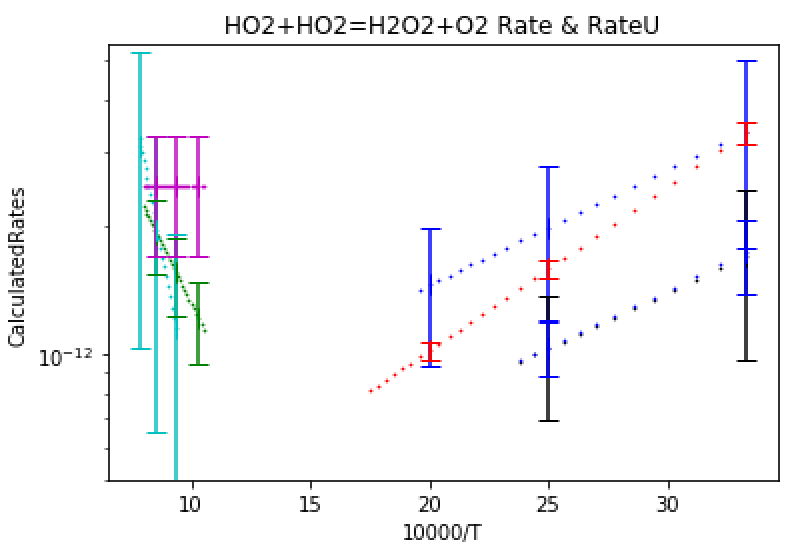 HO2+HO2=H2O2+O2 Rate & RateU
CalculatedRates
10⁻¹²
10 15 20 25 30
10000/T